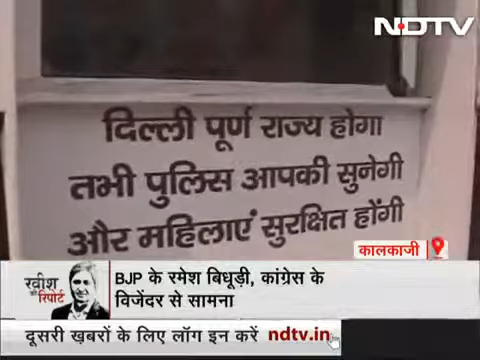 NDTV
दिल्ली पूर्ण राज्य होगा
तभी पुलिस आपकी सुनेगी
और महिलाएं सुरक्षित होंगी
कालकाजी
रवीश की रिपोर्ट
BJP के रमेश बिधूड़ी, कांग्रेस के
विजेंदर से सामना
दूसरी ख़बरों के लिए लॉग इन करें ndtv.in